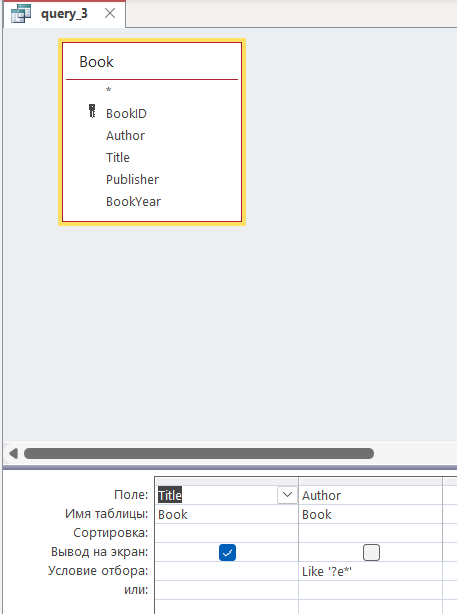 query_3
Book
*
BookID
Author
Title
Publisher
BookYear
Поле: Title Author
Имя таблицы: Book Book
Сортировка:
Вывод на экран:
Условие отбора: Like '?e*'
или: